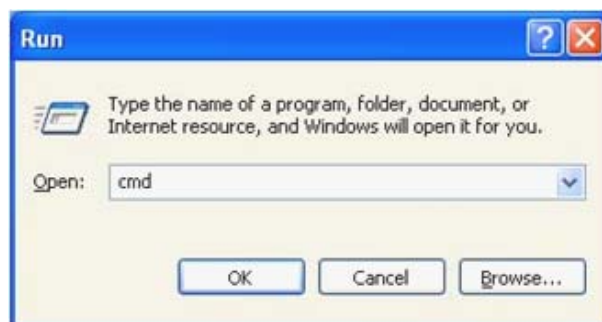 Run
Type the name of a program, folder, document, or
Internet resource, and Windows will open it for you.
Open: cmd
OK Cancel Browse...